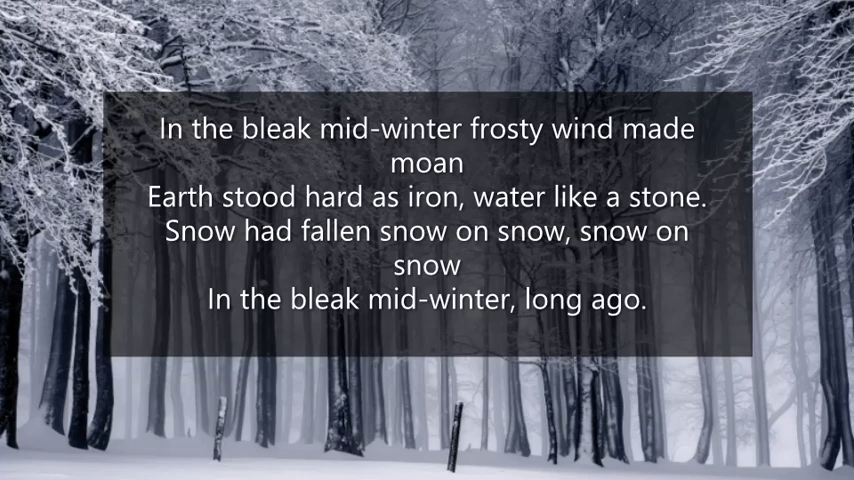 In the bleak mid-winter frosty wind made
moan
Earth stood hard as iron, water like a stone.
Snow had fallen snow on snow, snow on
snow
In the bleak mid-winter, long ago.